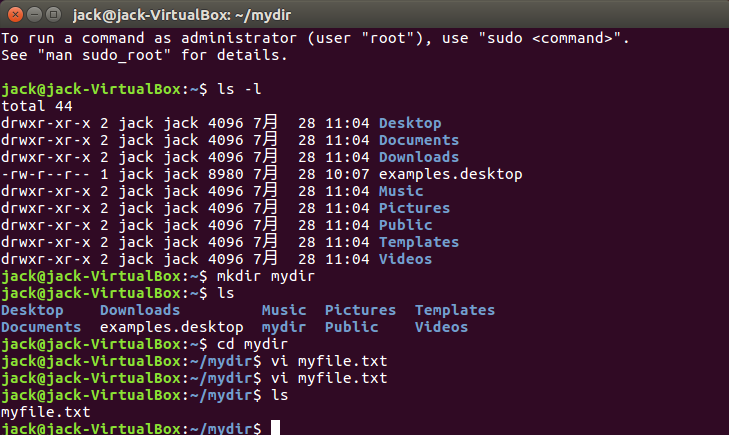 jack@jack-VirtualBox: ~/mydir
To run a command as administrator (user "root"), use "sudo <command>".
See "man sudo_root" for details.
jack@jack-VirtualBox:~$ ls -l
total 44
drwxr-xr-x 2 jack jack 4096 7月  28 11:04 Desktop
drwxr-xr-x 2 jack jack 4096 7月  28 11:04 Documents
drwxr-xr-x 2 jack jack 4096 7月  28 11:04 Downloads
-rw-r--r-- 1 jack jack 8980 7月  28 10:07 examples.desktop
drwxr-xr-x 2 jack jack 4096 7月  28 11:04 Music
drwxr-xr-x 2 jack jack 4096 7月  28 11:04 Pictures
drwxr-xr-x 2 jack jack 4096 7月  28 11:04 Public
drwxr-xr-x 2 jack jack 4096 7月  28 11:04 Templates
drwxr-xr-x 2 jack jack 4096 7月  28 11:04 Videos
jack@jack-VirtualBox:~$ mkdir mydir
jack@jack-VirtualBox:~$ ls
Desktop    Downloads         Music  Pictures  Templates
Documents  examples.desktop  mydir  Public    Videos
jack@jack-VirtualBox:~$ cd mydir
jack@jack-VirtualBox:~/mydir$ vi myfile.txt
jack@jack-VirtualBox:~/mydir$ vi myfile.txt
jack@jack-VirtualBox:~/mydir$ ls
myfile.txt
jack@jack-VirtualBox:~/mydir$